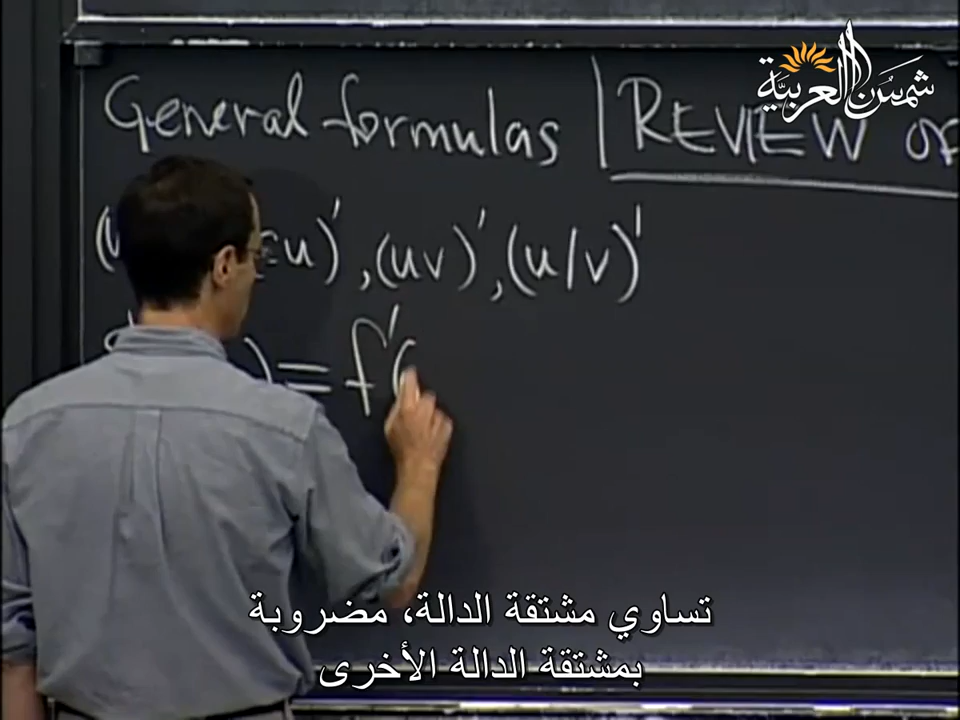 شمس العربية
General formulas | REVIEW OF
u)', (uv)', (u/v)'
) = f'(
تساوي مشتقة الدالة، مضروبة
بمشتقة الدالة الأخرى